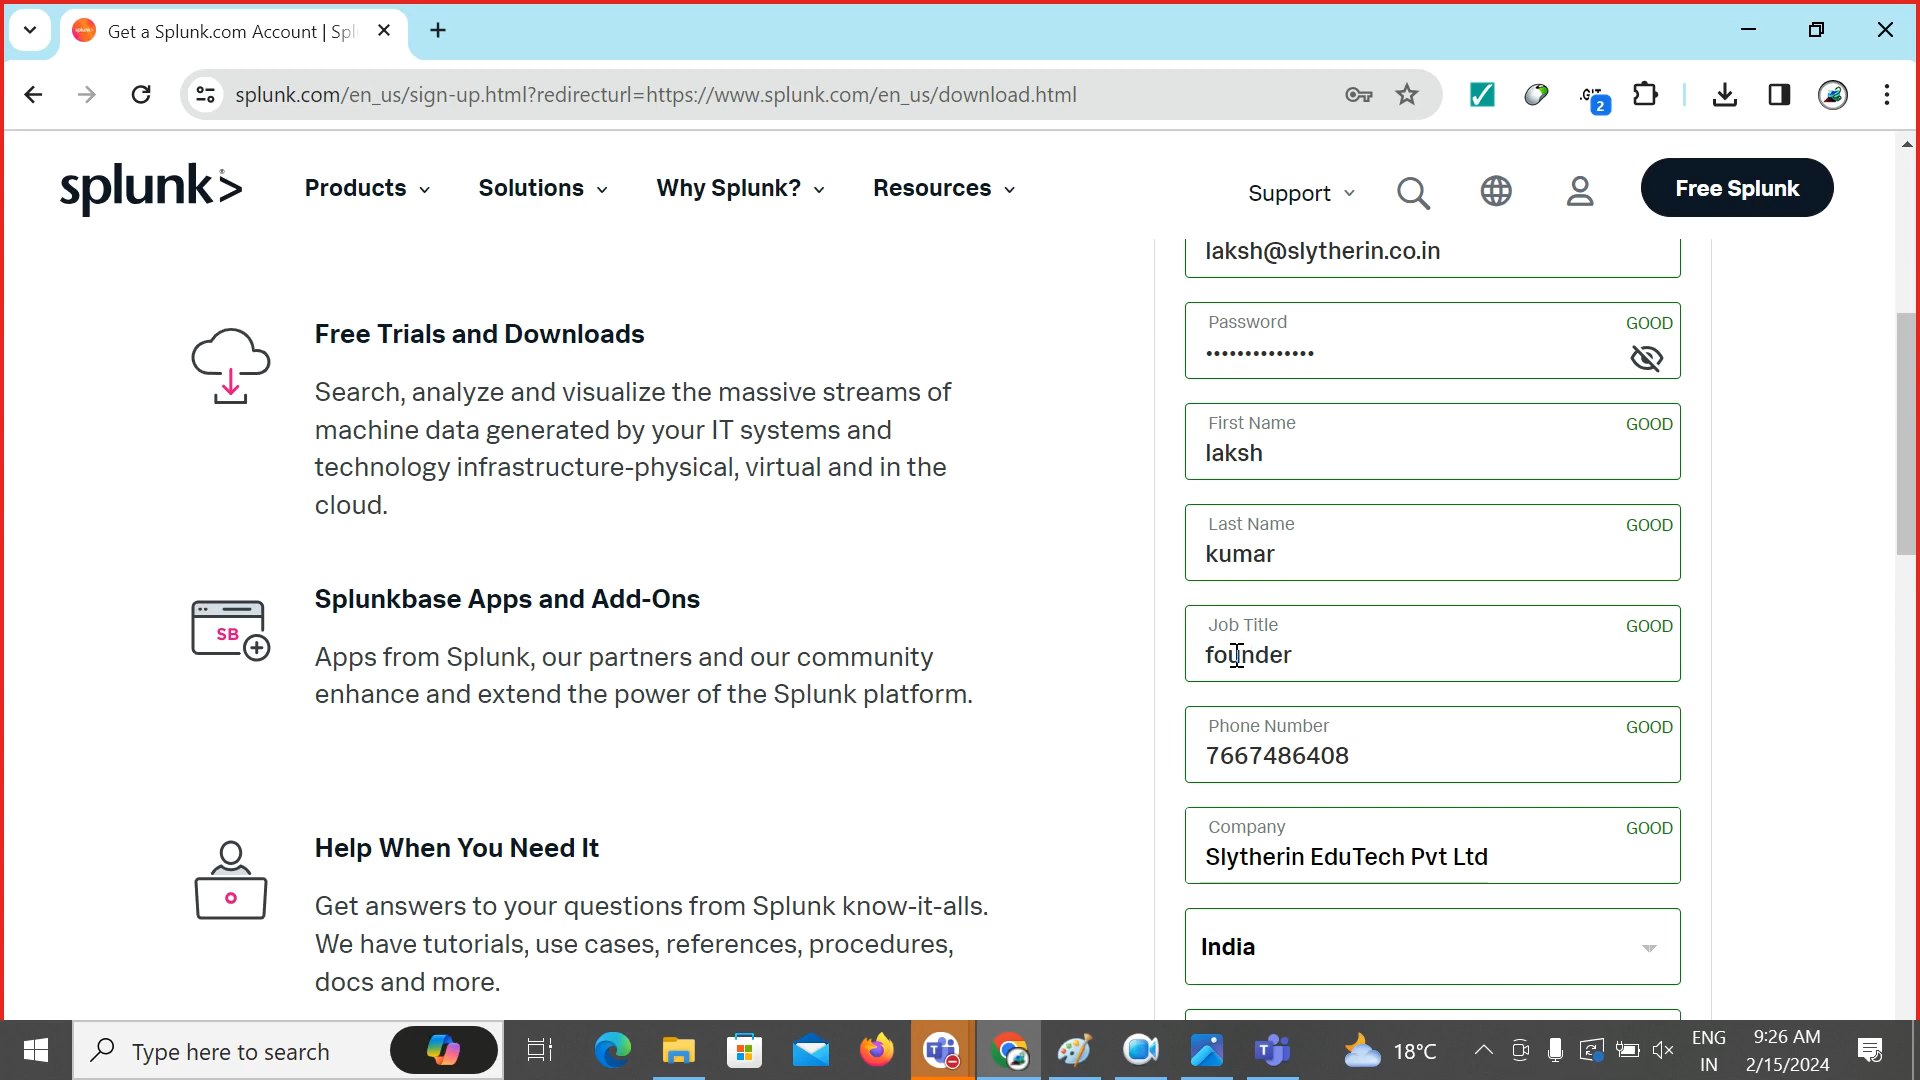 Get a Splunk.com Account | Spl
splunk.com/en_us/sign-up.html?redirecturl=https://www.splunk.com/en_us/download.html
.GIT
2
splunk>
Products
Solutions
Why Splunk?
Resources
Support
Free Splunk
laksh@slytherin.co.in
Free Trials and Downloads
Search, analyze and visualize the massive streams of
machine data generated by your IT systems and
technology infrastructure-physical, virtual and in the
cloud.
SB
Splunkbase Apps and Add-Ons
Apps from Splunk, our partners and our community
enhance and extend the power of the Splunk platform.
Help When You Need It
Get answers to your questions from Splunk know-it-alls.
We have tutorials, use cases, references, procedures,
docs and more.
Password
GOOD
••••••••••••••
First Name
GOOD
laksh
Last Name
GOOD
kumar
Job Title
GOOD
founder
Phone Number
GOOD
7667486408
Company
GOOD
Slytherin EduTech Pvt Ltd
India
Type here to search
18°C
ENG
IN
9:26 AM
2/15/2024